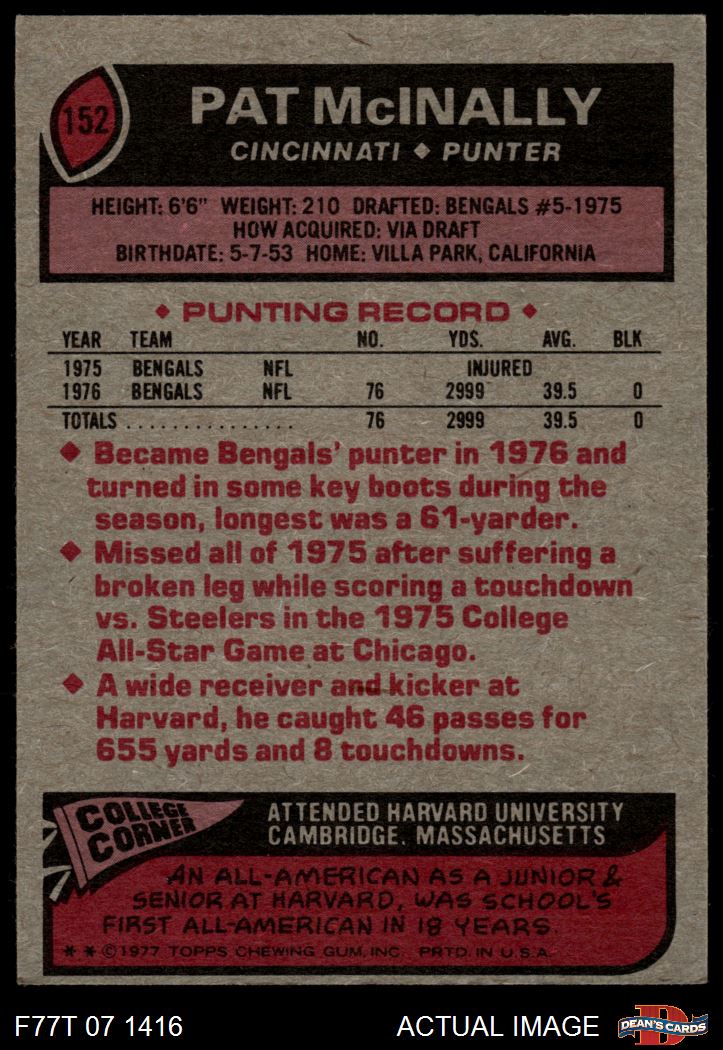 152
PAT McINALLY
CINCINNATI ♦ PUNTER
HEIGHT: 6'6" WEIGHT: 210 DRAFTED: BENGALS #5-1975
HOW ACQUIRED: VIA DRAFT
BIRTHDATE: 5-7-53 HOME: VILLA PARK, CALIFORNIA
♦ PUNTING RECORD ♦
YEAR TEAM NO. YDS. AVG. BLK
1975 BENGALS NFL INJURED
1976 BENGALS NFL 76 2999 39.5 0
TOTALS ............... 76 2999 39.5 0
♦ Became Bengals' punter in 1976 and
turned in some key boots during the
season, longest was a 61-yarder.
♦ Missed all of 1975 after suffering a
broken leg while scoring a touchdown
vs. Steelers in the 1975 College
All-Star Game at Chicago.
♦ A wide receiver and kicker at
Harvard, he caught 46 passes for
655 yards and 8 touchdowns.
COLLEGE
CORNER
ATTENDED HARVARD UNIVERSITY
CAMBRIDGE, MASSACHUSETTS
AN ALL-AMERICAN AS A JUNIOR &
SENIOR AT HARVARD, WAS SCHOOL'S
FIRST ALL-AMERICAN IN 18 YEARS.
* * © 1977 TOPPS CHEWING GUM, INC. PRTD. IN U.S.A.
F77T 07 1416 ACTUAL IMAGE
D
DEAN'S CARDS